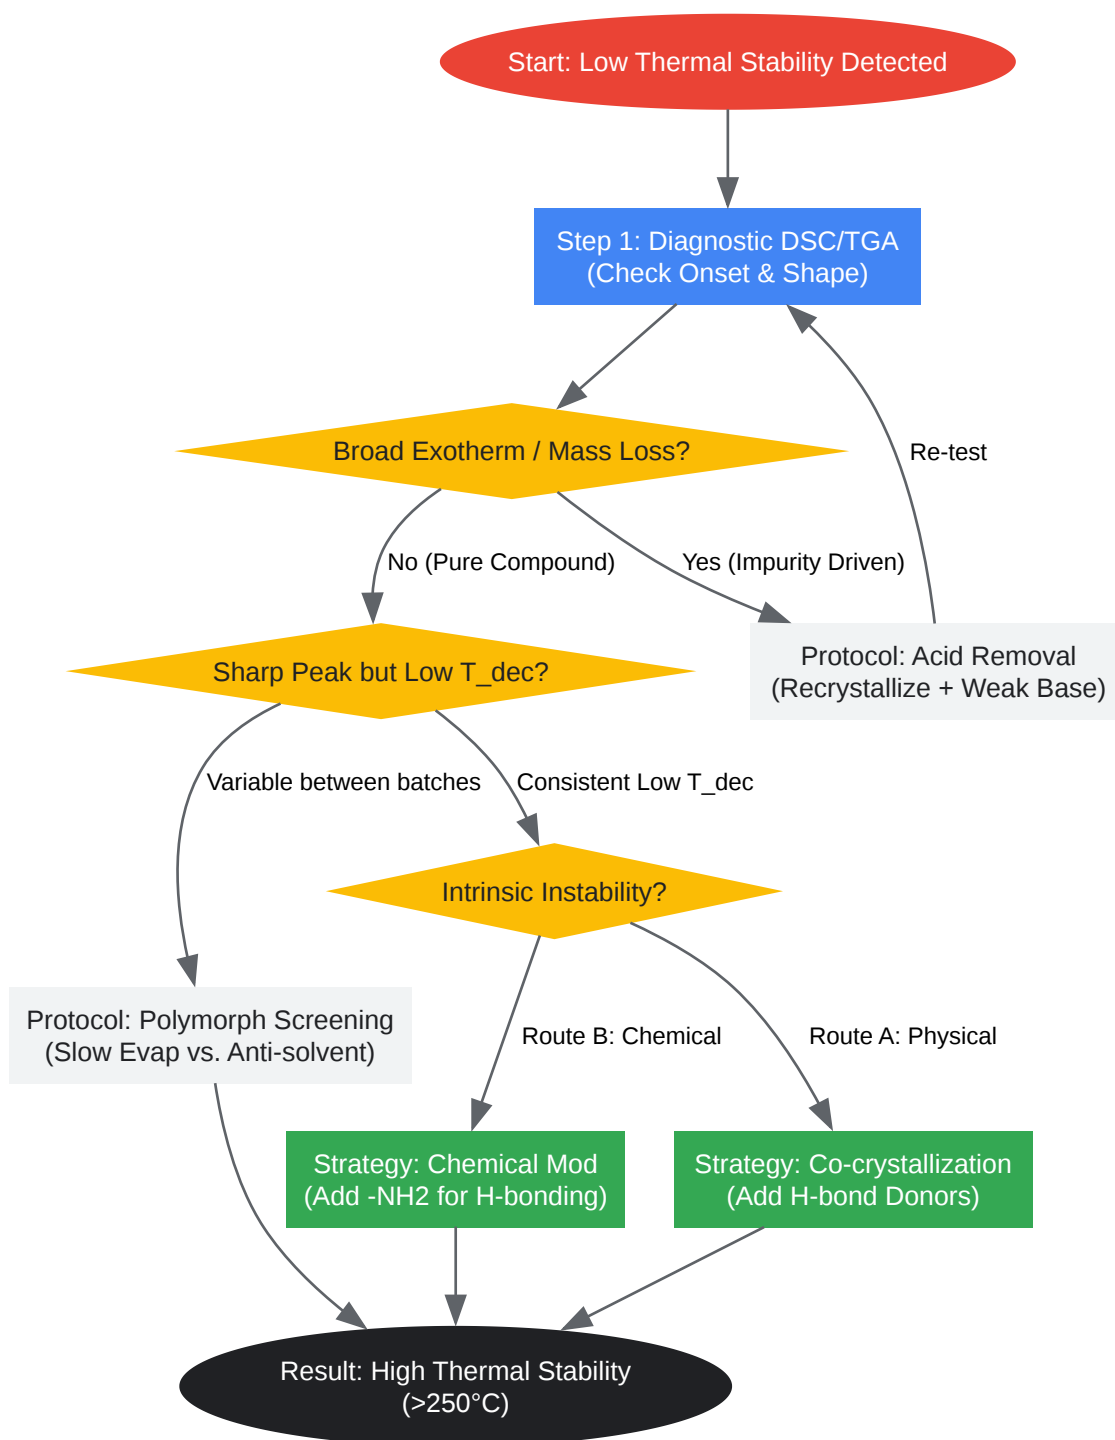 Start: Low Thermal Stability Detected
Step 1: Diagnostic DSC/TGA
(Check Onset & Shape)
Broad Exotherm / Mass Loss?
Re-test
No (Pure Compound)
Yes (Impurity Driven)
Sharp Peak but Low T_dec?
Protocol: Acid Removal
(Recrystallize + Weak Base)
Variable between batches
Consistent Low T_dec
Intrinsic Instability?
Protocol: Polymorph Screening
(Slow Evap vs. Anti-solvent)
Route B: Chemical
Route A: Physical
Strategy: Chemical Mod
(Add -NH2 for H-bonding)
Strategy: Co-crystallization
(Add H-bond Donors)
Result: High Thermal Stability
(>250°C)